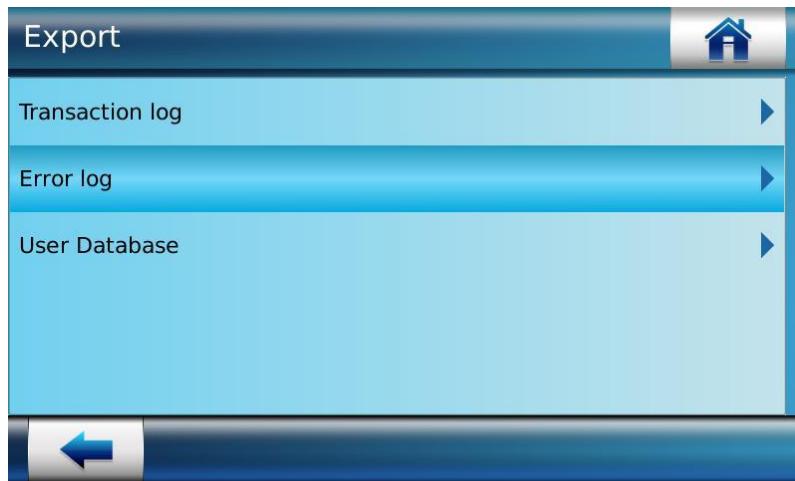 Export
Transaction log
Error log
User Database